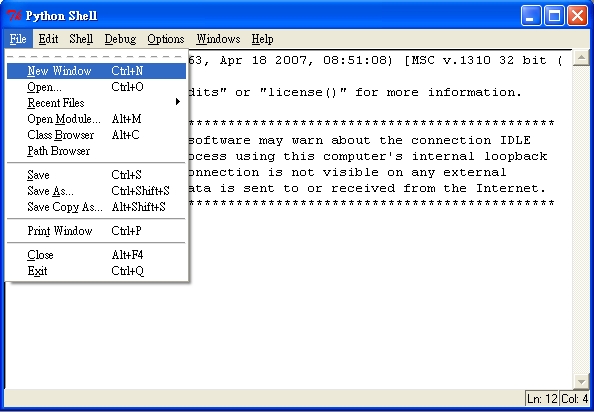 Python Shell
File Edit Shell Debug Options Windows Help
63, Apr 18 2007, 08:51:08) [MSC v.1310 32 bit (
New Window Ctrl+N
Open... Ctrl+O
dits" or "license()" for more information.
Recent Files
Open Module... Alt+M
****************************************************
Class Browser Alt+C
software may warn about the connection IDLE
Path Browser
ocess using this computer's internal loopback
Save Ctrl+S
onnection is not visible on any external
Save As... Ctrl+Shift+S
ata is sent to or received from the Internet.
Save Copy As... Alt+Shift+S
****************************************************
Print Window Ctrl+P
Close Alt+F4
Exit Ctrl+Q
Ln: 12 Col: 4